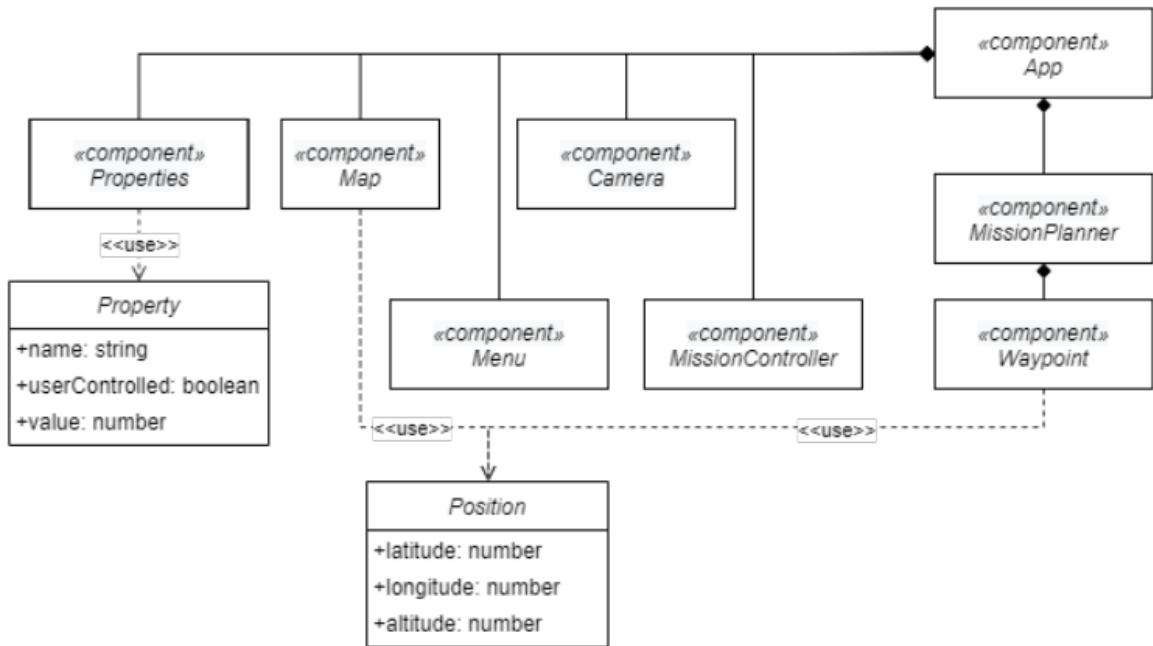 «component»
App
«component»
Properties
«component»
Map
«component»
Camera
«component»
MissionPlanner
<<use>>
Property
+name: string
+userControlled: boolean
+value: number
«component»
Menu
«component»
MissionController
«component»
Waypoint
<<use>>
<<use>>
Position
+latitude: number
+longitude: number
+altitude: number